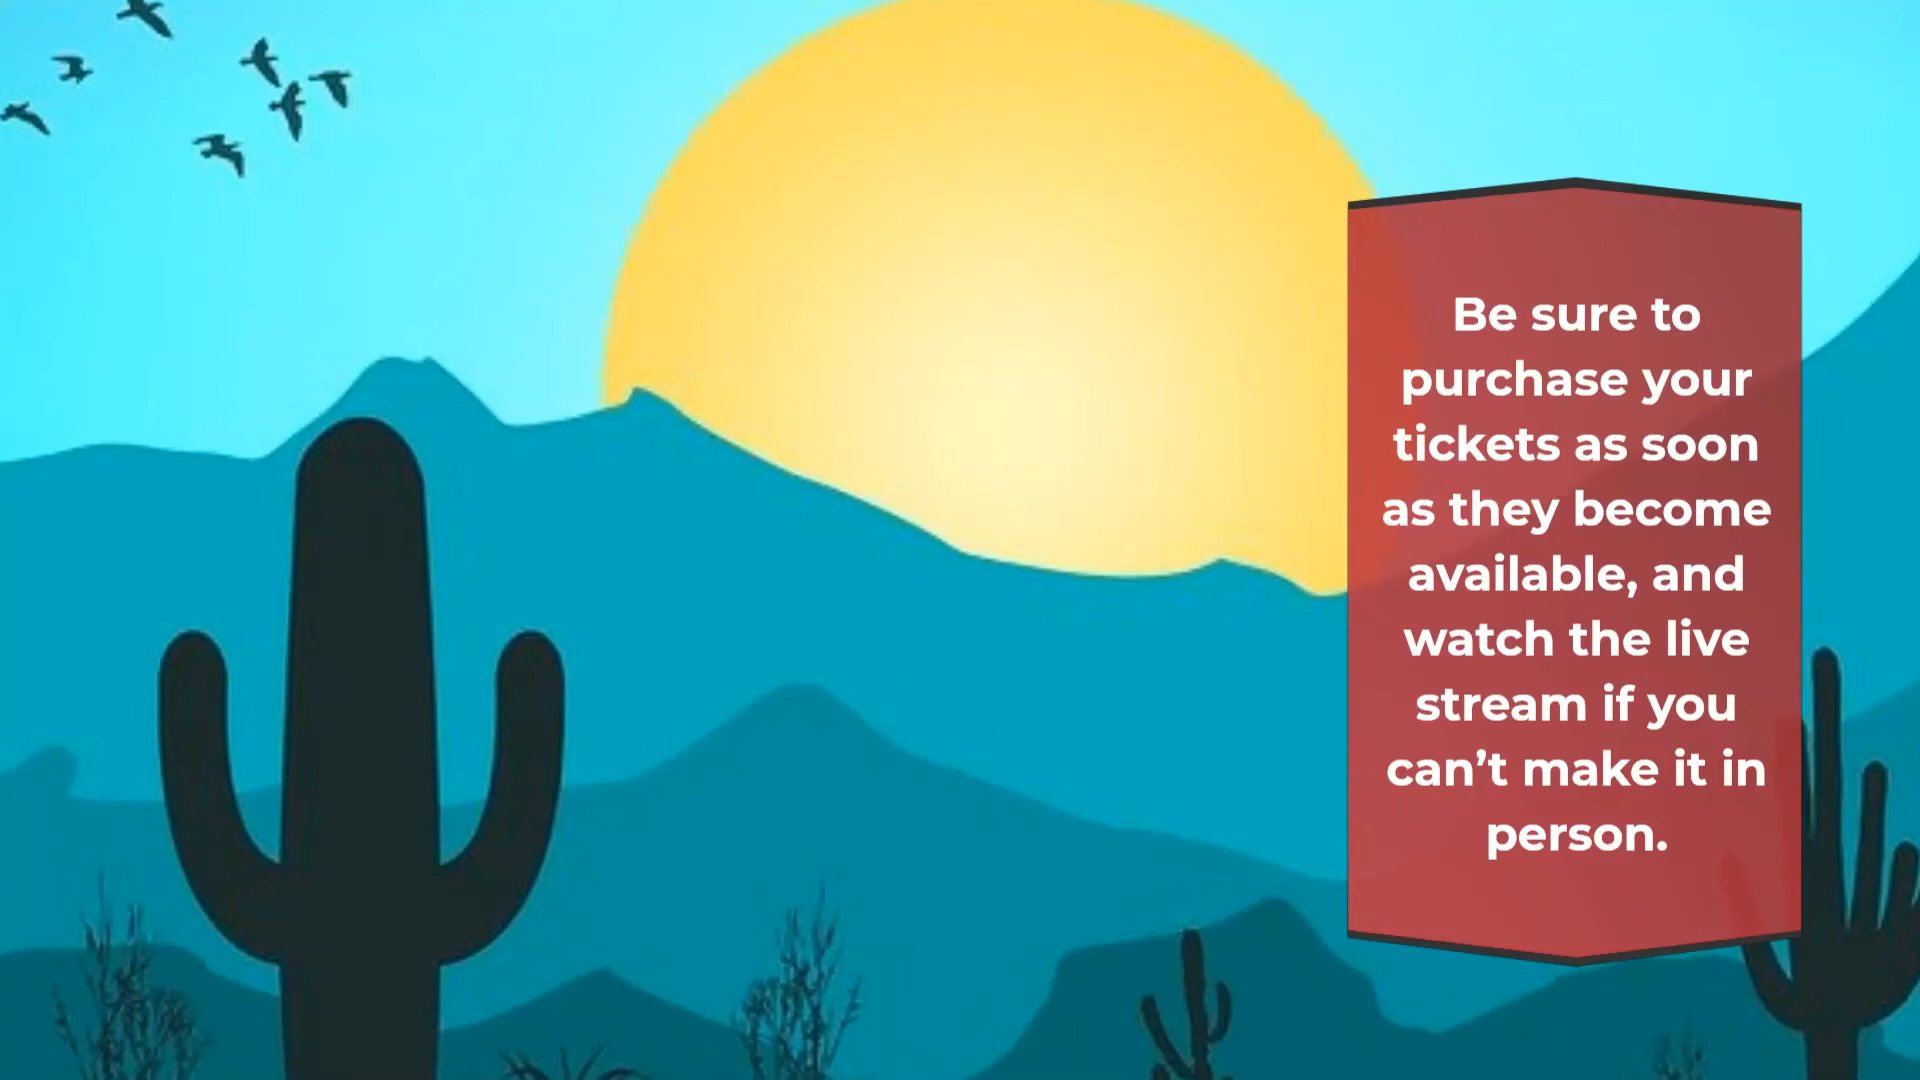 Be sure to
purchase your
tickets as soon
as they become
available, and
watch the live
stream if you
can’t make it in
person.